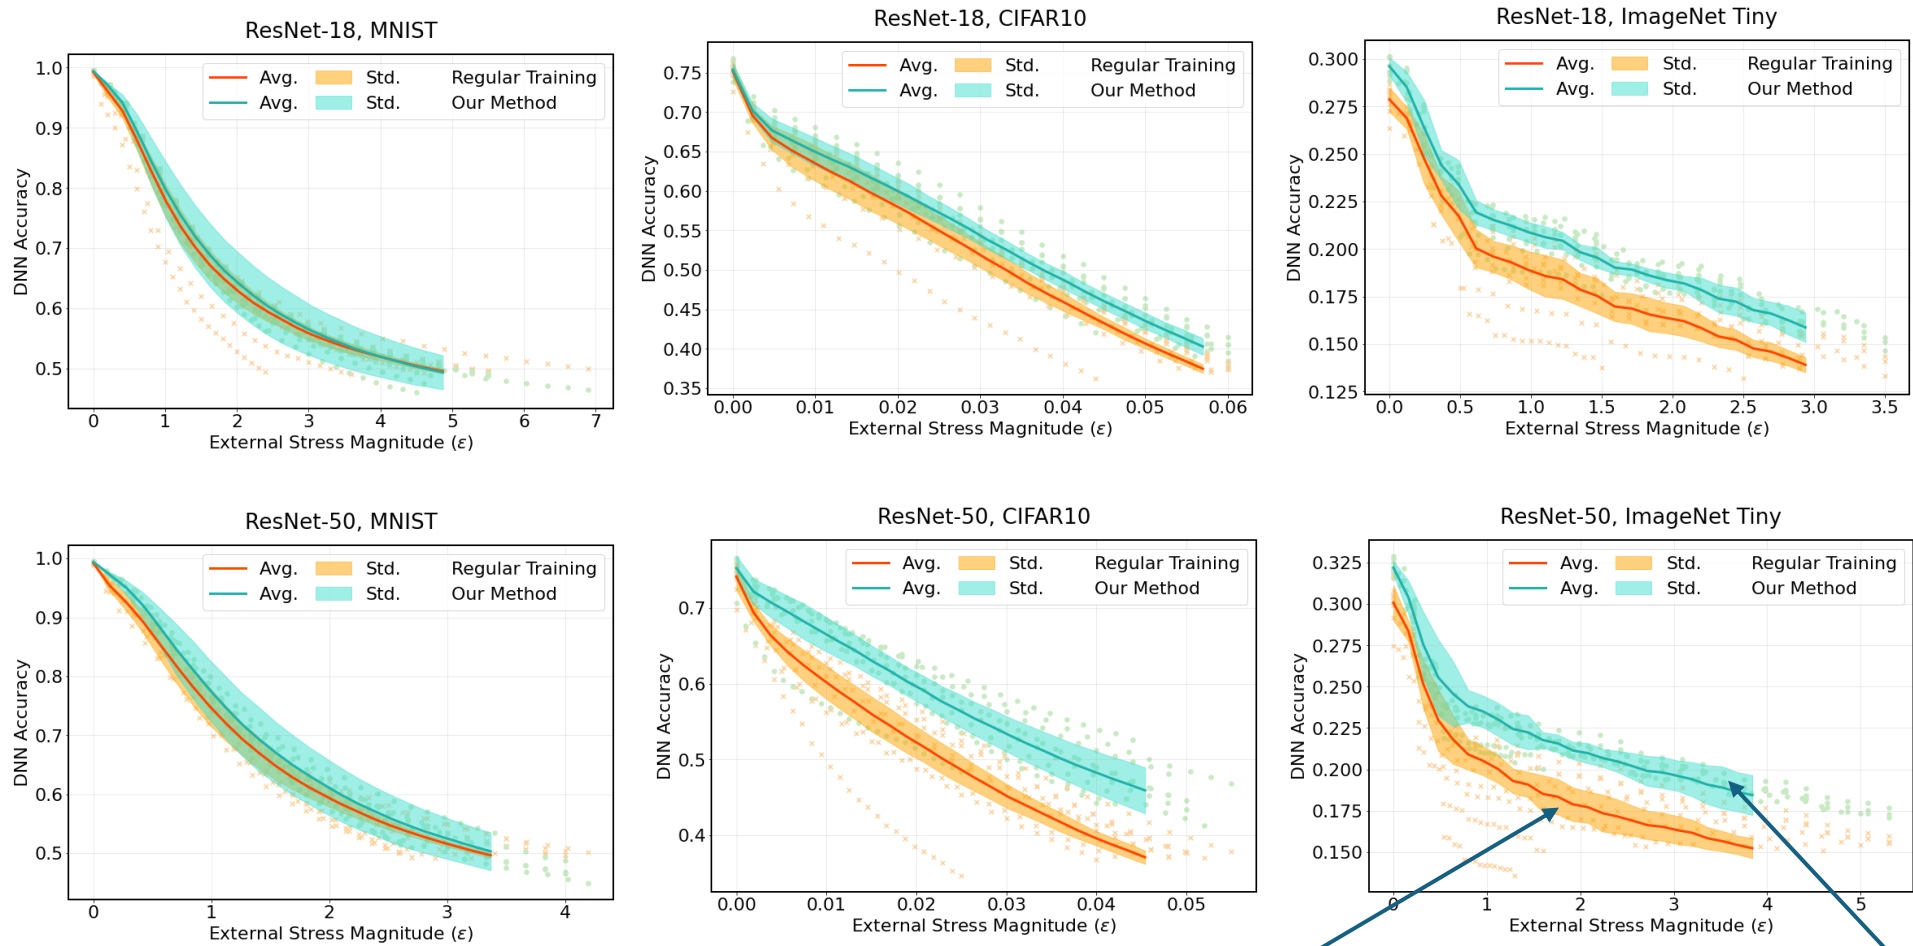 ResNet-18, MNIST
Avg. Std. Regular Training
Avg. Std. Our Method
DNN Accuracy
1.0
0.9
0.8
0.7
0.6
0.5
0 1 2 3 4 5 6 7
External Stress Magnitude (ε)
ResNet-18, CIFAR10
Avg. Std. Regular Training
Avg. Std. Our Method
DNN Accuracy
0.75
0.70
0.65
0.60
0.55
0.50
0.45
0.40
0.35
0.00 0.01 0.02 0.03 0.04 0.05 0.06
External Stress Magnitude (ε)
ResNet-18, ImageNet Tiny
Avg. Std. Regular Training
Avg. Std. Our Method
DNN Accuracy
0.300
0.275
0.250
0.225
0.200
0.175
0.150
0.125
0.0 0.5 1.0 1.5 2.0 2.5 3.0 3.5
External Stress Magnitude (ε)
ResNet-50, MNIST
Avg. Std. Regular Training
Avg. Std. Our Method
DNN Accuracy
1.0
0.9
0.8
0.7
0.6
0.5
0 1 2 3 4
External Stress Magnitude (ε)
ResNet-50, CIFAR10
Avg. Std. Regular Training
Avg. Std. Our Method
DNN Accuracy
0.7
0.6
0.5
0.4
0.00 0.01 0.02 0.03 0.04 0.05
External Stress Magnitude (ε)
ResNet-50, ImageNet Tiny
Avg. Std. Regular Training
Avg. Std. Our Method
DNN Accuracy
0.325
0.300
0.275
0.250
0.225
0.200
0.175
0.150
0 1 2 3 4 5
External Stress Magnitude (ε)